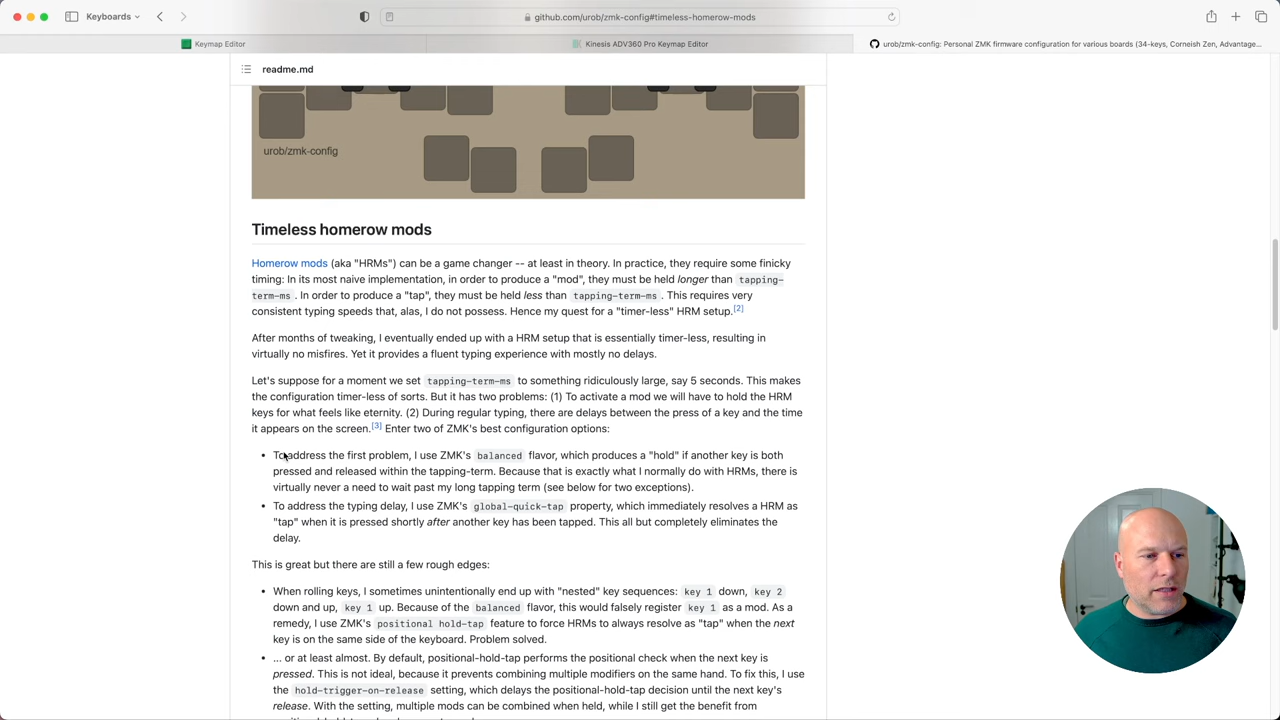 Keyboards
github.com/urob/zmk-config#timeless-homerow-mods
Keymap Editor
Kinesis ADV360 Pro Keymap Editor
urob/zmk-config: Personal ZMK firmware configuration for various boards (34-keys, Corneish Zen, Advantage...
readme.md
urob/zmk-config
Timeless homerow mods
Homerow mods (aka "HRMs") can be a game changer -- at least in theory. In practice, they require some finicky
timing: In its most naive implementation, in order to produce a "mod", they must be held longer than tapping-
term-ms . In order to produce a "tap", they must be held less than tapping-term-ms . This requires very
consistent typing speeds that, alas, I do not possess. Hence my quest for a "timer-less" HRM setup.[2]
After months of tweaking, I eventually ended up with a HRM setup that is essentially timer-less, resulting in
virtually no misfires. Yet it provides a fluent typing experience with mostly no delays.
Let's suppose for a moment we set tapping-term-ms to something ridiculously large, say 5 seconds. This makes
the configuration timer-less of sorts. But it has two problems: (1) To activate a mod we will have to hold the HRM
keys for what feels like eternity. (2) During regular typing, there are delays between the press of a key and the time
it appears on the screen.[3] Enter two of ZMK's best configuration options:
• To address the first problem, I use ZMK's balanced flavor, which produces a "hold" if another key is both
pressed and released within the tapping-term. Because that is exactly what I normally do with HRMs, there is
virtually never a need to wait past my long tapping term (see below for two exceptions).
• To address the typing delay, I use ZMK's global-quick-tap property, which immediately resolves a HRM as
"tap" when it is pressed shortly after another key has been tapped. This all but completely eliminates the
delay.
This is great but there are still a few rough edges:
• When rolling keys, I sometimes unintentionally end up with "nested" key sequences: key 1 down, key 2
down and up, key 1 up. Because of the balanced flavor, this would falsely register key 1 as a mod. As a
remedy, I use ZMK's positional hold-tap feature to force HRMs to always resolve as "tap" when the next
key is on the same side of the keyboard. Problem solved.
• ... or at least almost. By default, positional-hold-tap performs the positional check when the next key is
pressed. This is not ideal, because it prevents combining multiple modifiers on the same hand. To fix this, I use
the hold-trigger-on-release setting, which delays the positional-hold-tap decision until the next key's
release. With the setting, multiple mods can be combined when held, while I still get the benefit from